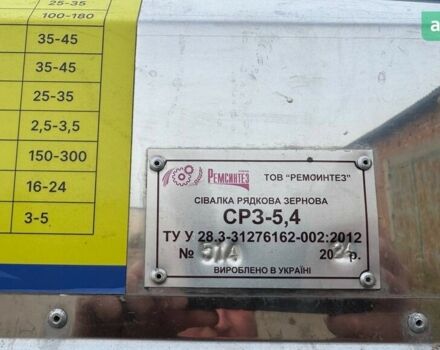 25-35
100-180
35-45
35-45
25-35
2,5-3,5
150-300
16-24
3-5
a
РЕМСИНТЕЗ
ТОВ "РЕМСИНТЕЗ"
СІВАЛКА РЯДКОВА ЗЕРНОВА
СРЗ-5,4
ТУ У 28.3-31276162-002:2012
№ 51А 2024р.
ВИРОБЛЕНО В УКРАЇНІ